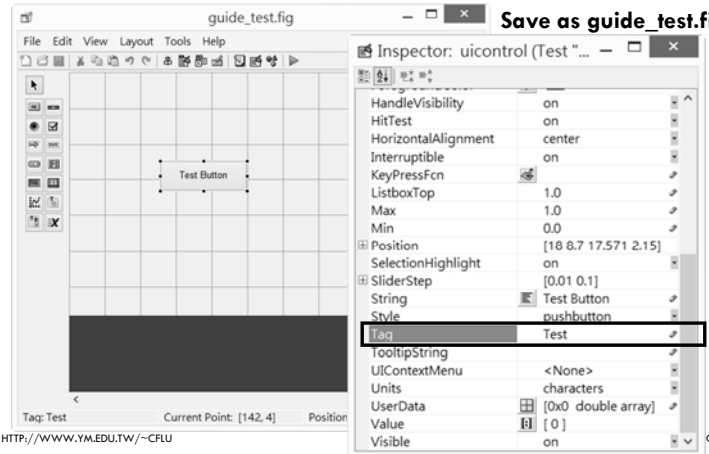 guide_test.fig
Save as guide_test.fi
File Edit View Layout Tools Help
Test Button
Tag: Test
Current Point: [142, 4]
Position
Inspector: uicontrol (Test "...
HandleVisibility on
HitTest on
HorizontalAlignment center
Interruptible on
KeyPressFcn
ListboxTop 1.0
Max 1.0
Min 0.0
Position [18 8.7 17.571 2.15]
SelectionHighlight on
SliderStep [0.01 0.1]
String Test Button
Style pushbutton
Tag Test
TooltipString
UIContextMenu <None>
Units characters
UserData [0x0 double array]
Value [0]
Visible on
HTTP://WWW.YM.EDU.TW/~CFLU